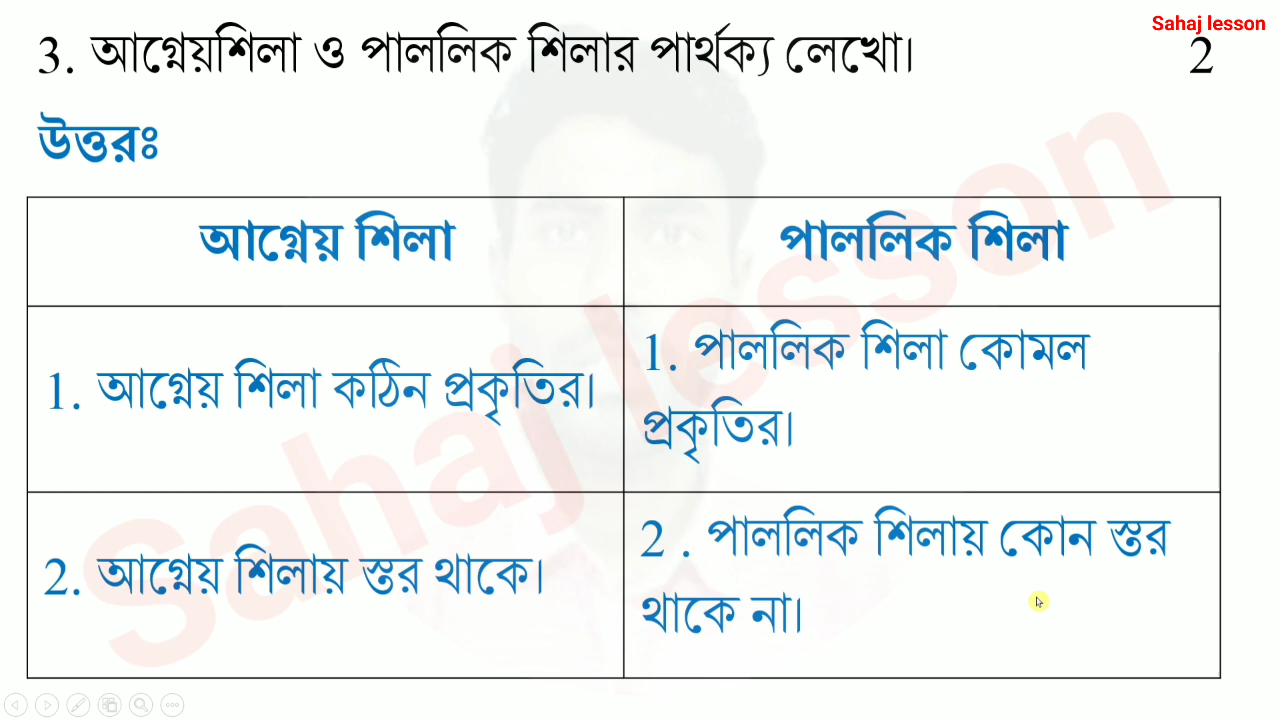 Sahaj lesson
3. আগ্নেয়শিলা ও পাললিক শিলার পার্থক্য লেখো। 2
উত্তরঃ
আগ্নেয় শিলা
পাললিক শিলা
1. আগ্নেয় শিলা কঠিন প্রকৃতির।
1. পাললিক শিলা কোমল
প্রকৃতির।
2. আগ্নেয় শিলায় স্তর থাকে।
2 . পাললিক শিলায় কোন স্তর
থাকে না।
Sahaj lesson